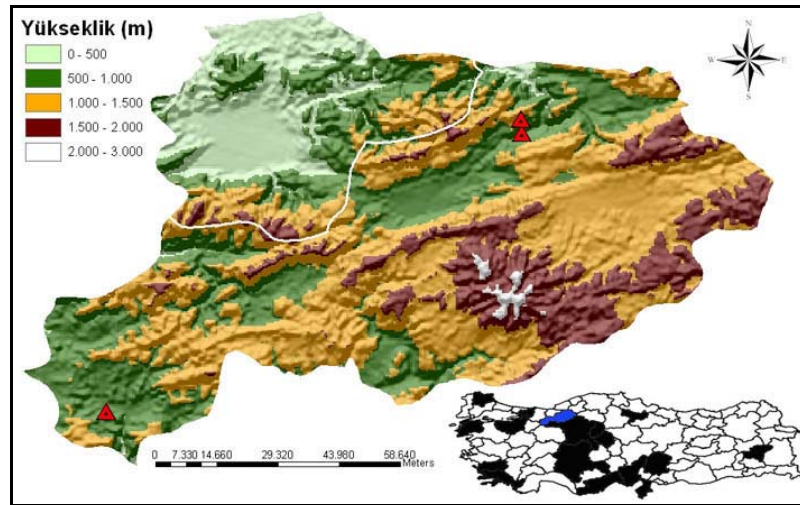 Yükseklik (m)
0 - 500
500 - 1.000
1.000 - 1.500
1.500 - 2.000
2.000 - 3.000
N
W E
S
0 7.330 14.660 29.320 43.980 58.640
Meters